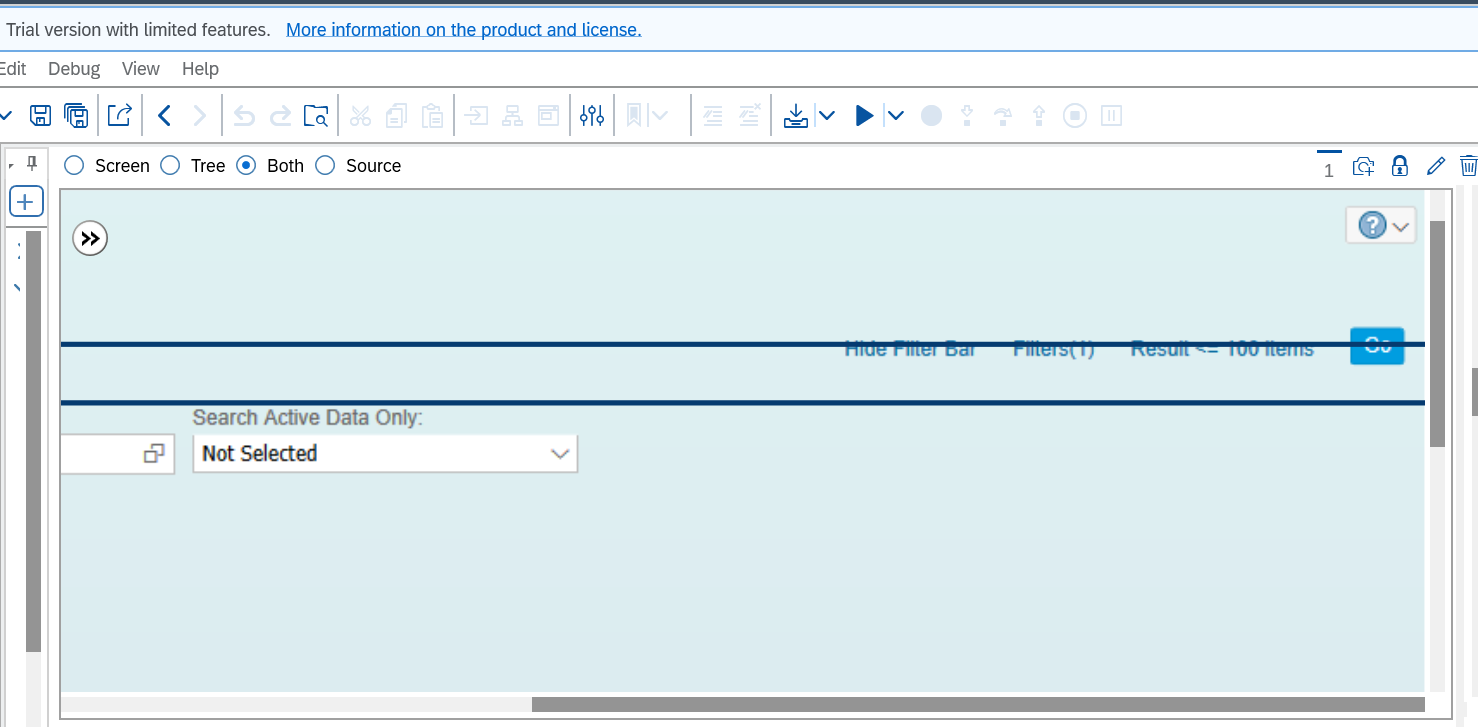 Trial version with limited features. More information on the product and license.
Edit Debug View Help
Screen Tree Both Source
1
Hide Filter Bar Filters(1) Result <= 100 items Go
Search Active Data Only:
Not Selected